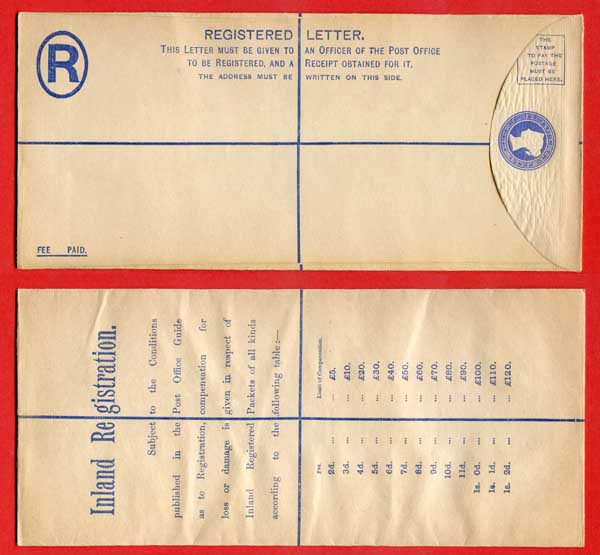 R
REGISTERED LETTER.
THIS LETTER MUST BE GIVEN TO AN OFFICER OF THE POST OFFICE
TO BE REGISTERED, AND A RECEIPT OBTAINED FOR IT.
THE ADDRESS MUST BE WRITTEN ON THIS SIDE.
THE
STAMP
TO PAY THE
POSTAGE
MUST BE
PLACED HERE.
FEE PAID.
Inland Registration.
Subject to the Conditions
published in the Post Office Guide
as to Registration, compensation for
loss or damage is given in respect of
Inland Registered Packets of all kinds
according to the following table:—
Fee. Limit of Compensation.
2d. ... ... £5.
3d. ... ... £10.
4d. ... ... £20.
5d. ... ... £30.
6d. ... ... £40.
7d. ... ... £50.
8d. ... ... £60.
9d. ... ... £70.
10d. ... ... £80.
11d. ... ... £90.
1s. 0d. ... ... £100.
1s. 1d. ... ... £110.
1s. 2d. ... ... £120.